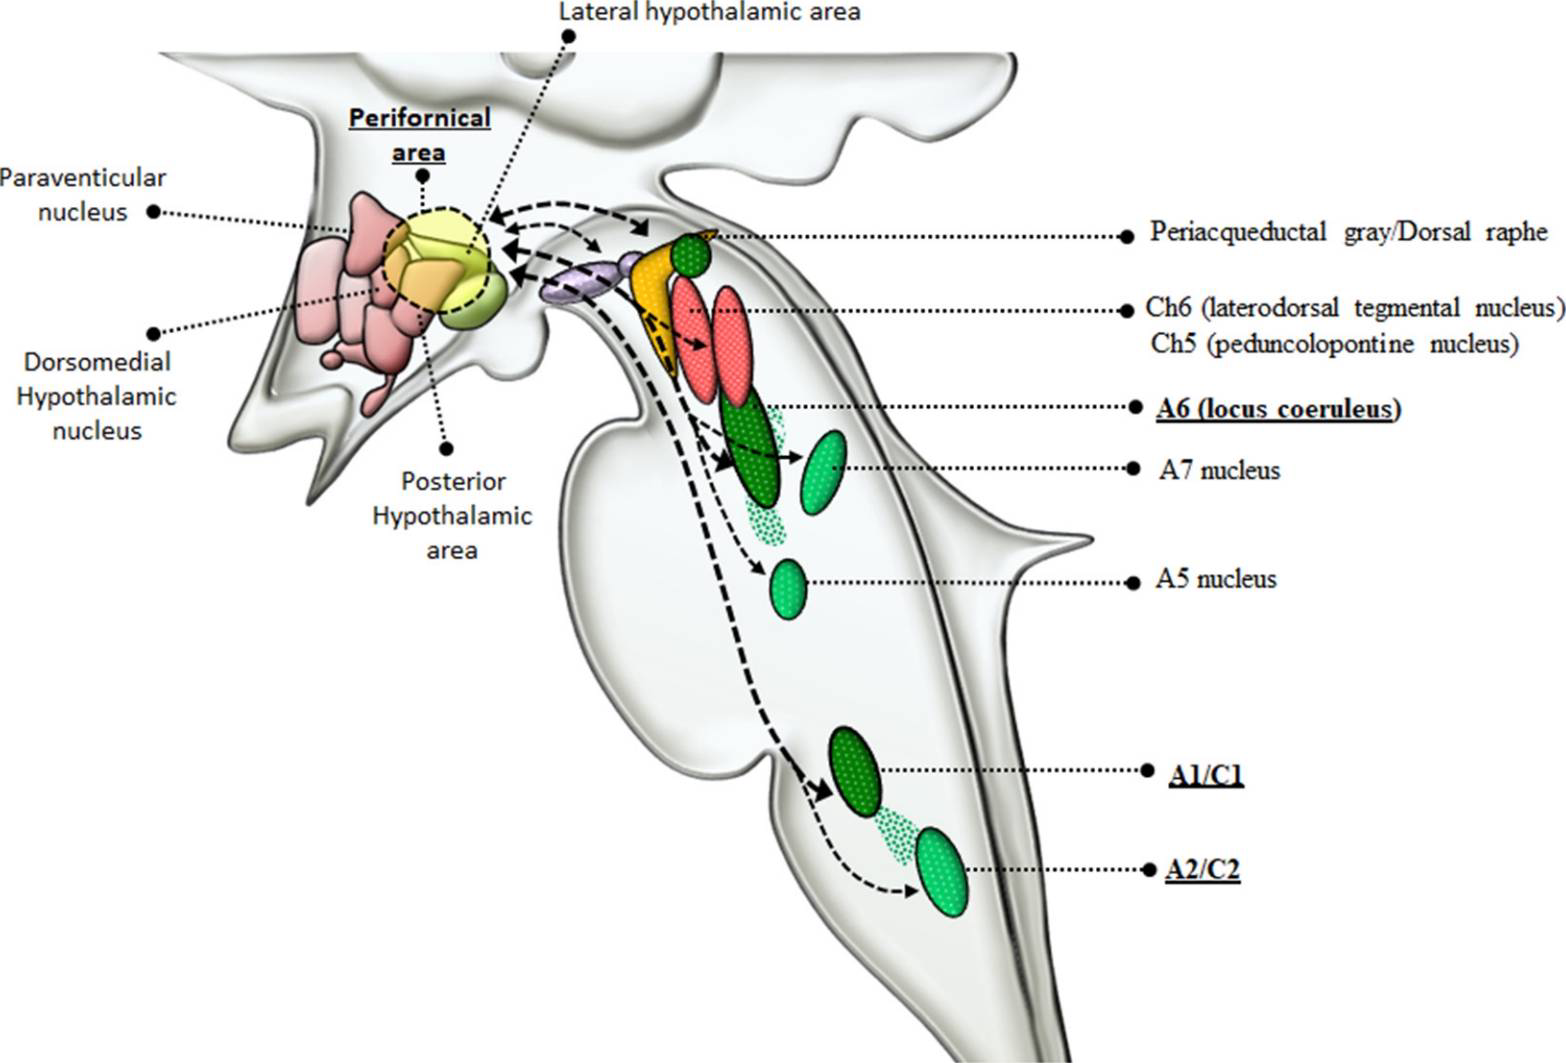 Lateral hypothalamic area
Perifornical
area
Paraventicular
nucleus
Dorsomedial
Hypothalamic
nucleus
Posterior
Hypothalamic
area
Periacqueductal gray/Dorsal raphe
Ch6 (laterodorsal tegmental nucleus)
Ch5 (peduncolopontine nucleus)
A6 (locus coeruleus)
A7 nucleus
A5 nucleus
A1/C1
A2/C2